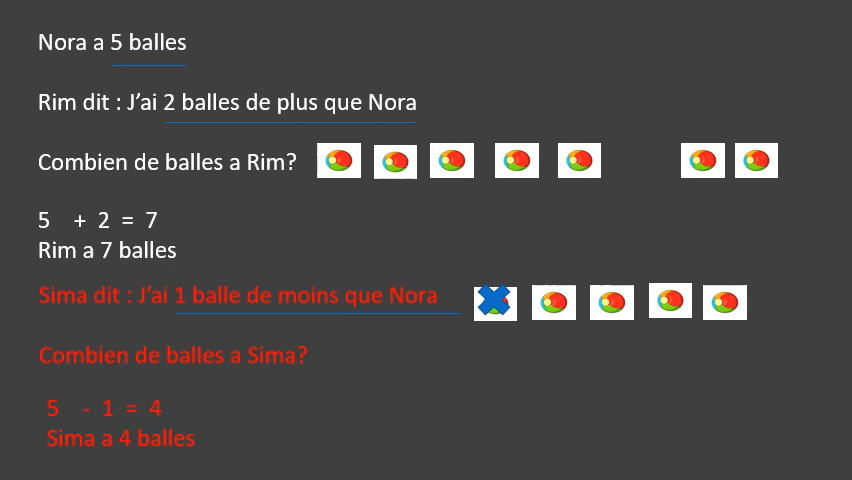 Nora a 5 balles
Rim dit : J’ai 2 balles de plus que Nora
Combien de balles a Rim?
5 + 2 = 7
Rim a 7 balles
Sima dit : J’ai 1 balle de moins que Nora
Combien de balles a Sima?
5 - 1 = 4
Sima a 4 balles